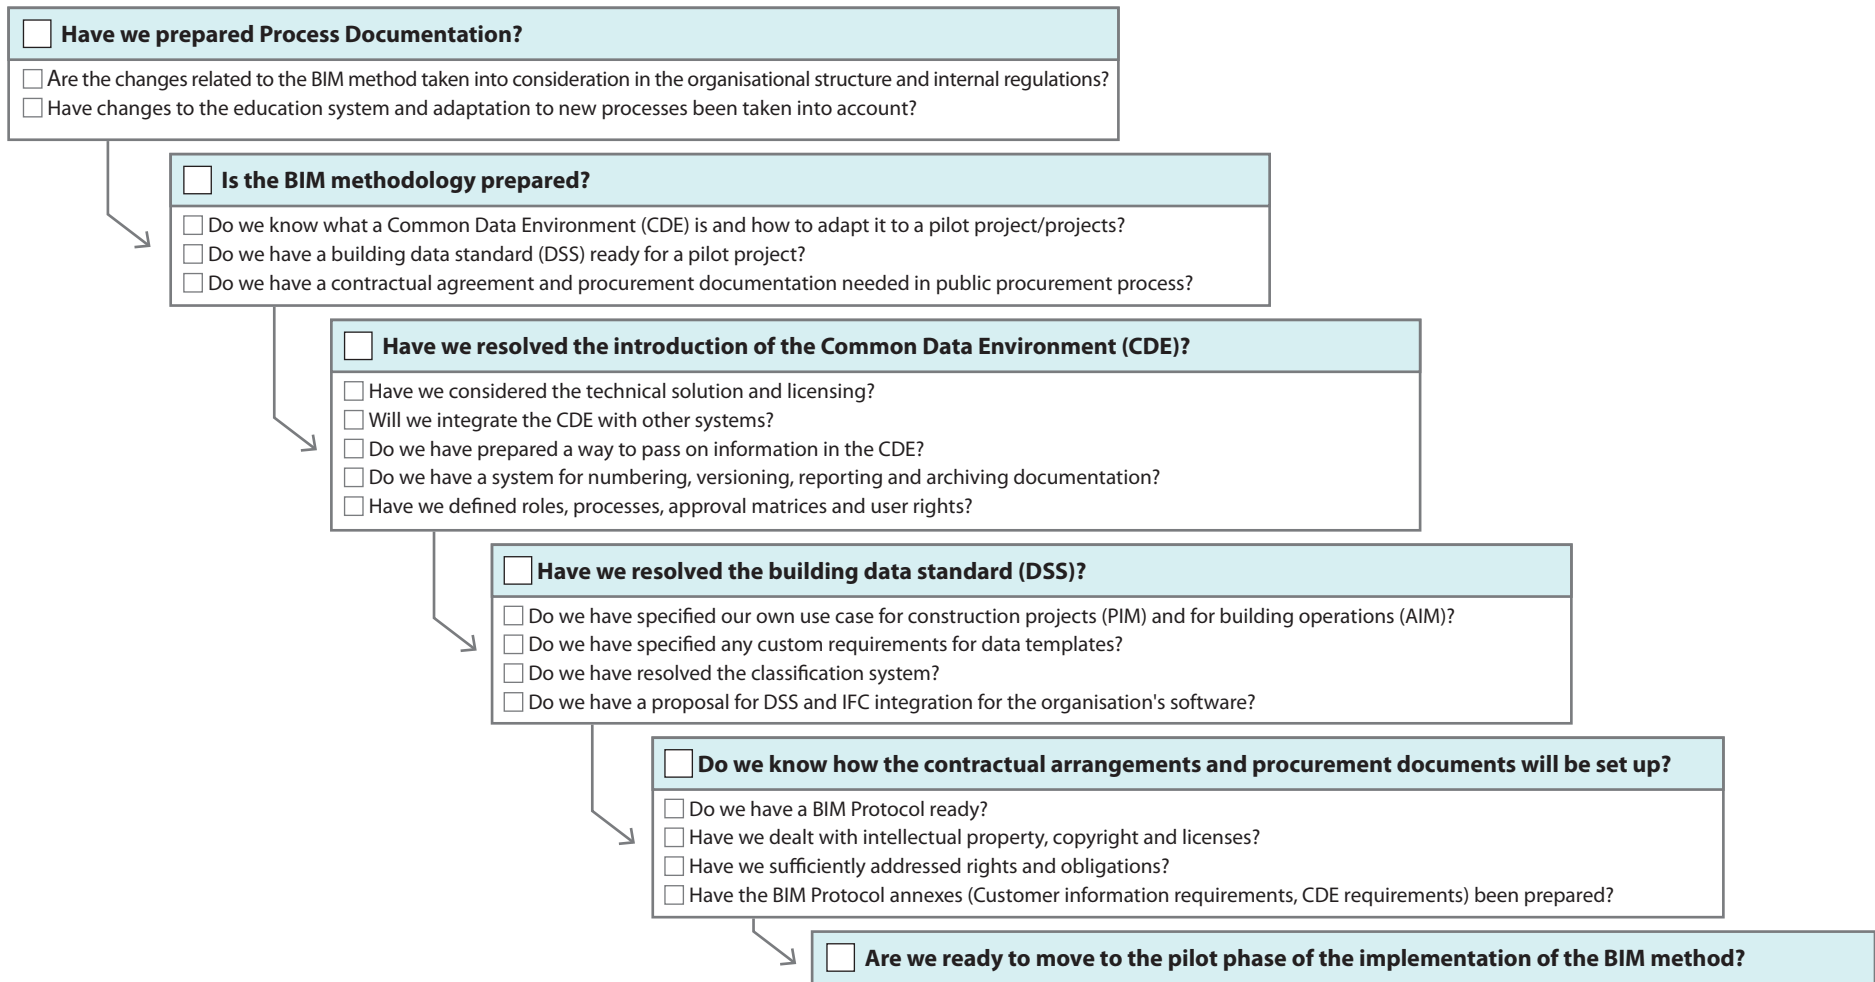 Have we prepared Process Documentation?
Are the changes related to the BIM method taken into consideration in the organisational structure and internal regulations?
Have changes to the education system and adaptation to new processes been taken into account?
Is the BIM methodology prepared?
Do we know what a Common Data Environment (CDE) is and how to adapt it to a pilot project/projects?
Do we have a building data standard (DSS) ready for a pilot project?
Do we have a contractual agreement and procurement documentation needed in public procurement process?
Have we resolved the introduction of the Common Data Environment (CDE)?
Have we considered the technical solution and licensing?
Will we integrate the CDE with other systems?
Do we have prepared a way to pass on information in the CDE?
Do we have a system for numbering, versioning, reporting and archiving documentation?
Have we defined roles, processes, approval matrices and user rights?
Have we resolved the building data standard (DSS)?
Do we have specified our own use case for construction projects (PIM) and for building operations (AIM)?
Do we have specified any custom requirements for data templates?
Do we have resolved the classification system?
Do we have a proposal for DSS and IFC integration for the organisation's software?
Do we know how the contractual arrangements and procurement documents will be set up?
Do we have a BIM Protocol ready?
Have we dealt with intellectual property, copyright and licenses?
Have we sufficiently addressed rights and obligations?
Have the BIM Protocol annexes (Customer information requirements, CDE requirements) been prepared?
Are we ready to move to the pilot phase of the implementation of the BIM method?